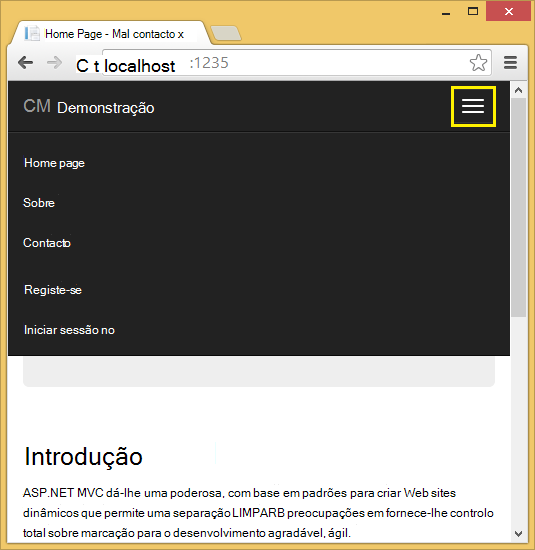 Home Page - Mal contacto x
C t localhost :1235
CM Demonstração
Home page
Sobre
Contacto
Registe-se
Iniciar sessão no
Introdução
ASP.NET MVC dá-lhe uma poderosa, com base em padrões para criar Web sites
dinâmicos que permite uma separação LIMPARB preocupações em fornece-lhe controlo
total sobre marcação para o desenvolvimento agradável, ágil.